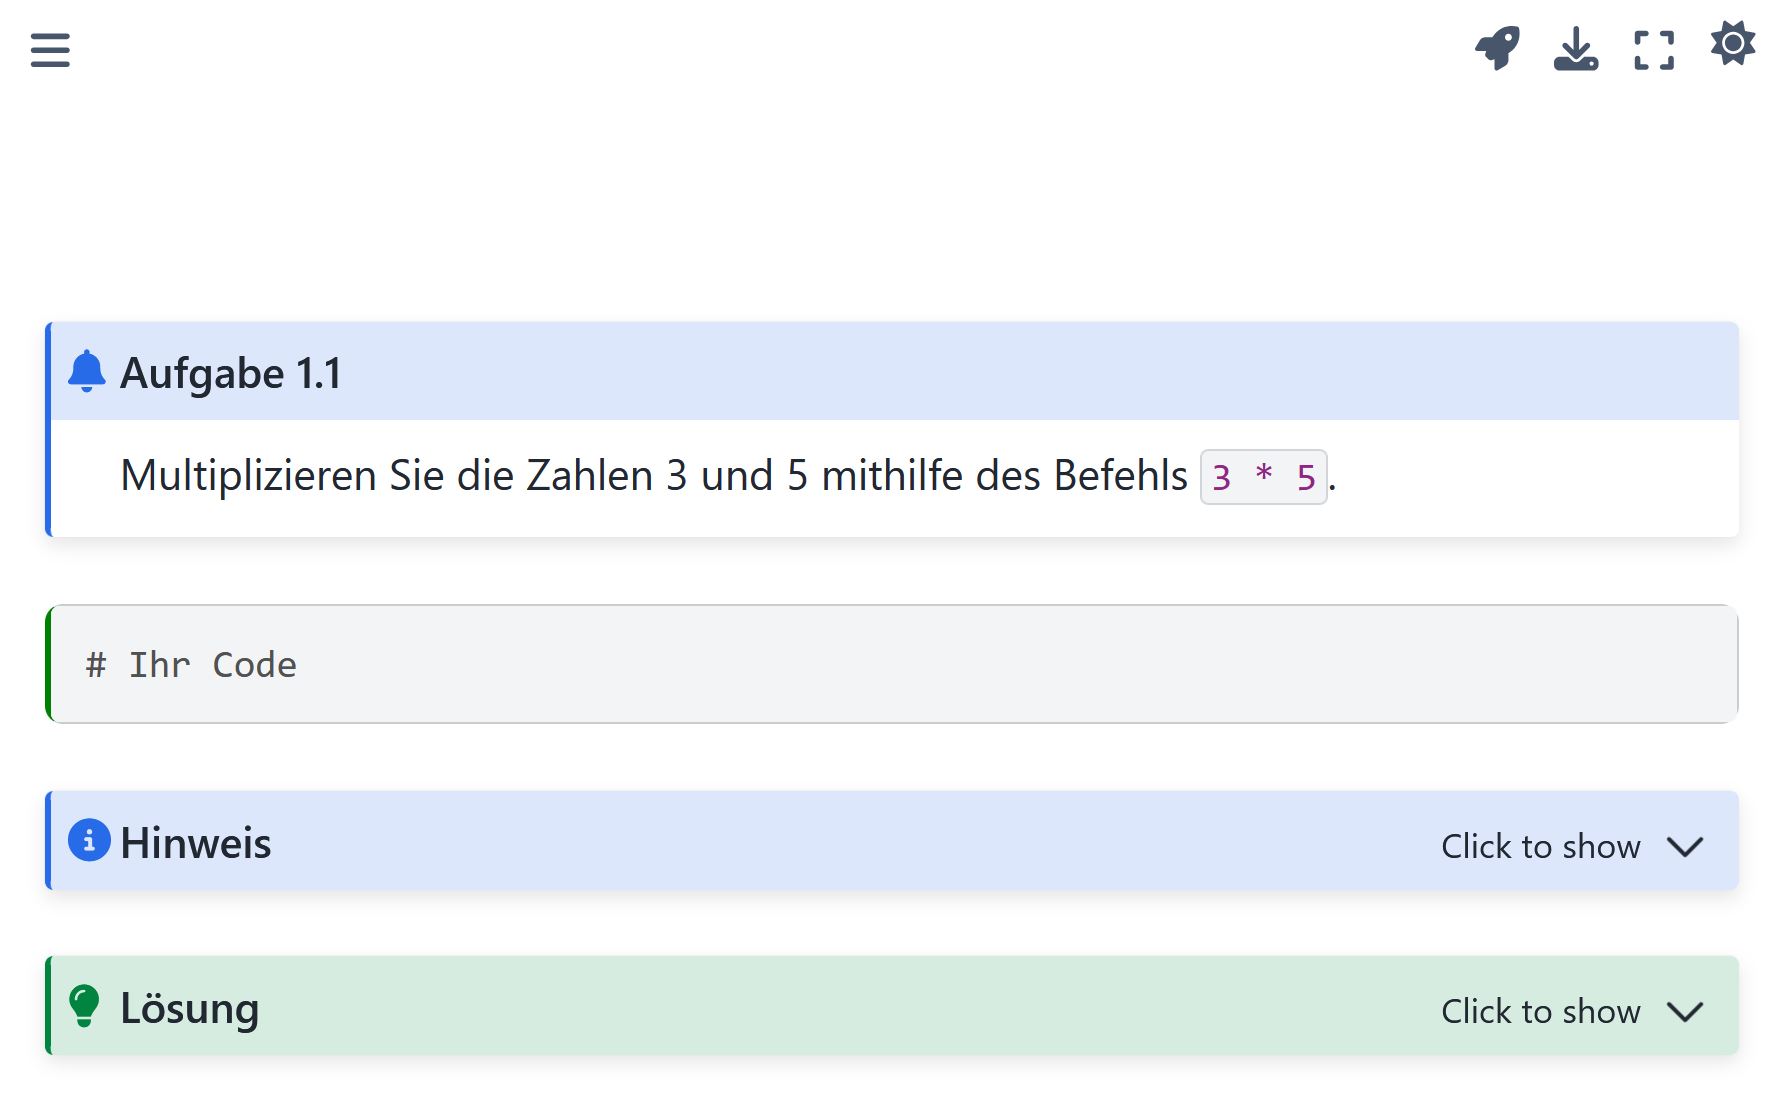 Aufgabe 1.1
Multiplizieren Sie die Zahlen 3 und 5 mithilfe des Befehls 3 * 5.
# Ihr Code
Hinweis Click to show
Lösung Click to show